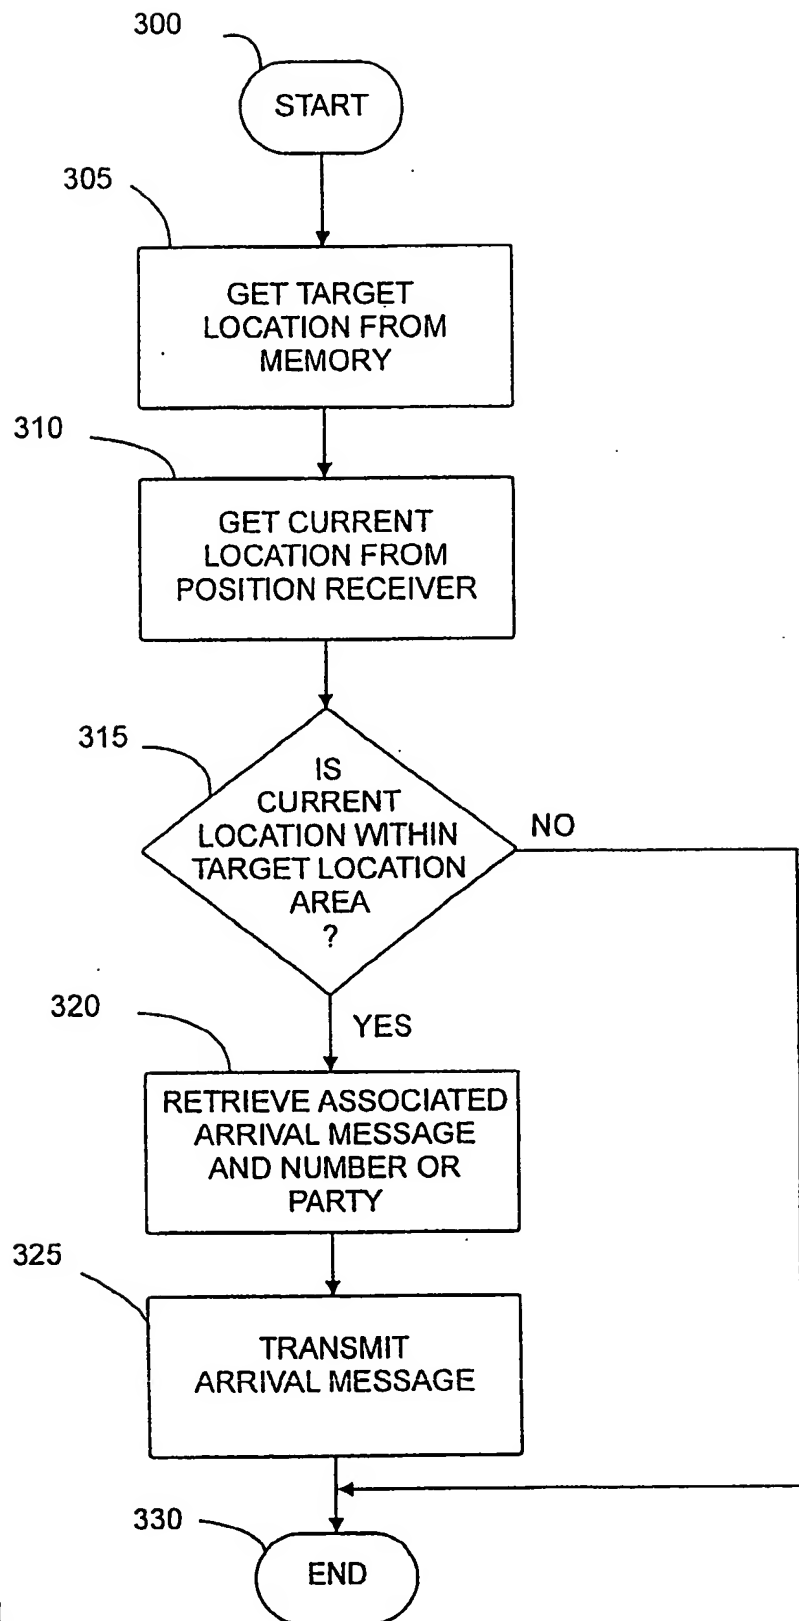 300
START
305
GET TARGET
LOCATION FROM
MEMORY
310
GET CURRENT
LOCATION FROM
POSITION RECEIVER
315
IS
CURRENT
LOCATION WITHIN
TARGET LOCATION
AREA
?
NO
YES
320
RETRIEVE ASSOCIATED
ARRIVAL MESSAGE
AND NUMBER OR
PARTY
325
TRANSMIT
ARRIVAL MESSAGE
330
END